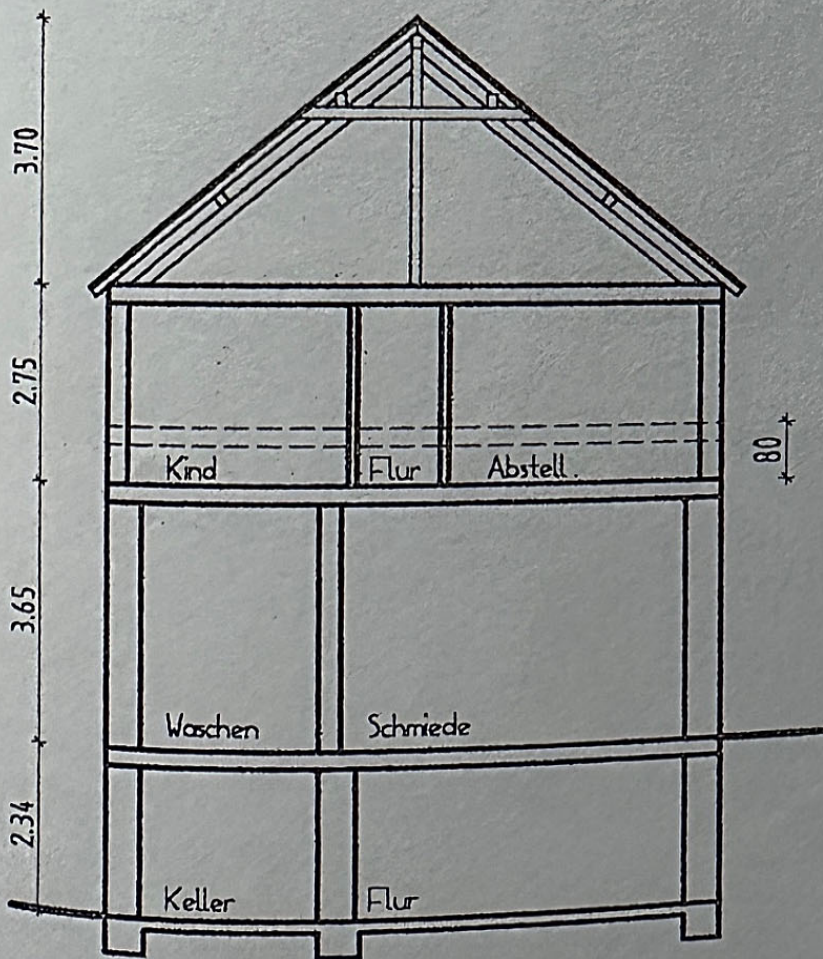 3.70
2.75
80
Kind Flur Abstell.
3.65
Waschen Schmiede
2.34
Keller Flur